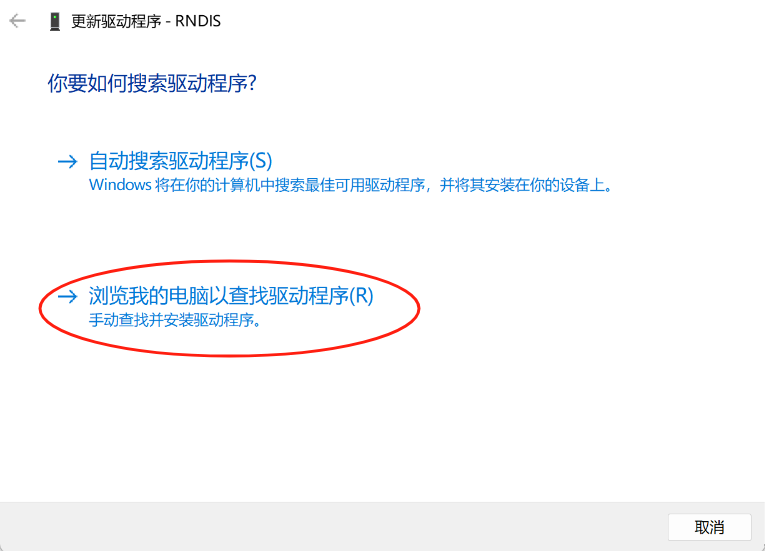 更新驱动程序 - RNDIS
你要如何搜索驱动程序?
自动搜索驱动程序(S)
Windows 将在你的计算机中搜索最佳可用驱动程序，并将其安装在你的设备上。
浏览我的电脑以查找驱动程序(R)
手动查找并安装驱动程序。
取消